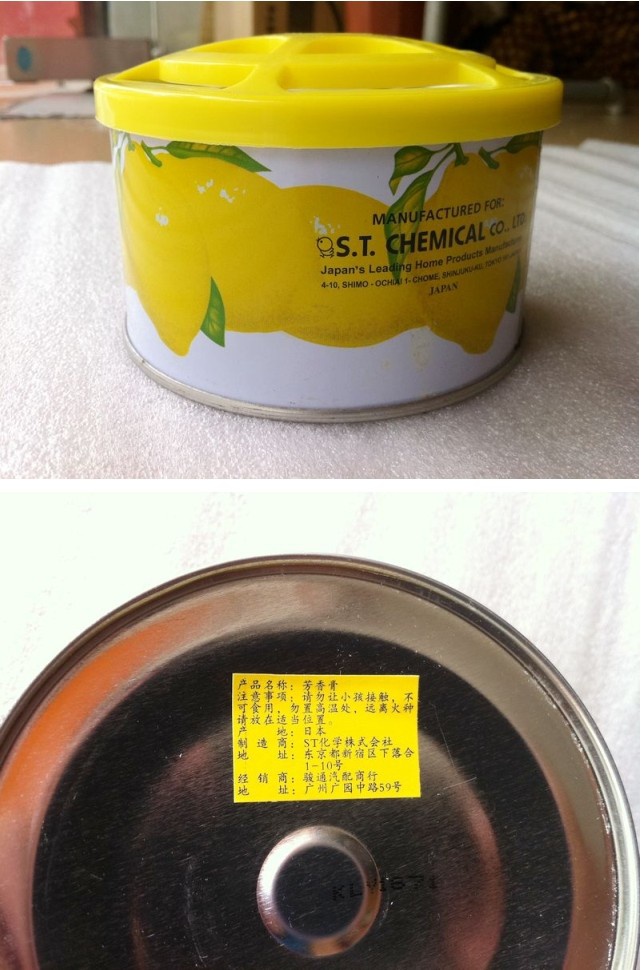 MANUFACTURED FOR:
S.T. CHEMICAL CO., LTD.
Japan's Leading Home Products Manufacturer
4-10, SHIMO - OCHIAI 1- CHOME, SHINJUKU-KU, TOKYO
JAPAN
产品名称：芳香膏
注意事项：请勿让小孩接触，不
可食用，勿置高温处，远离火种
请放在适当位置。
产 地：日本
制 造 商：ST化学株式会社
地 址：东京都新宿区下落合
1-10号
经 销 商：骏通汽配商行
地 址：广州广园中路59号